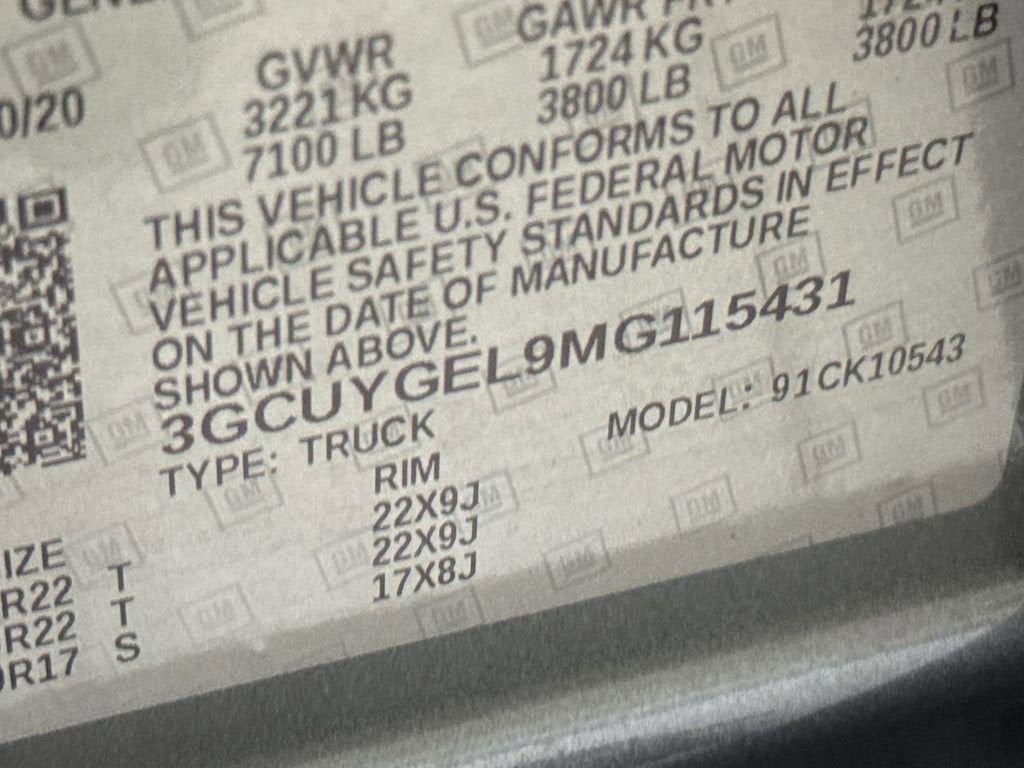 GVWR
3221 KG
7100 LB
GAWR
1724 KG
3800 LB
3800 LB
0/20
THIS VEHICLE CONFORMS TO ALL
APPLICABLE U.S. FEDERAL MOTOR
VEHICLE SAFETY STANDARDS IN EFFECT
ON THE DATE OF MANUFACTURE
SHOWN ABOVE.
3GCUYGEL9MG115431
TYPE: TRUCK MODEL: 91CK10543
RIM
22X9J
22X9J
17X8J
IZE
R22 T
R22 T
R17 S
GM